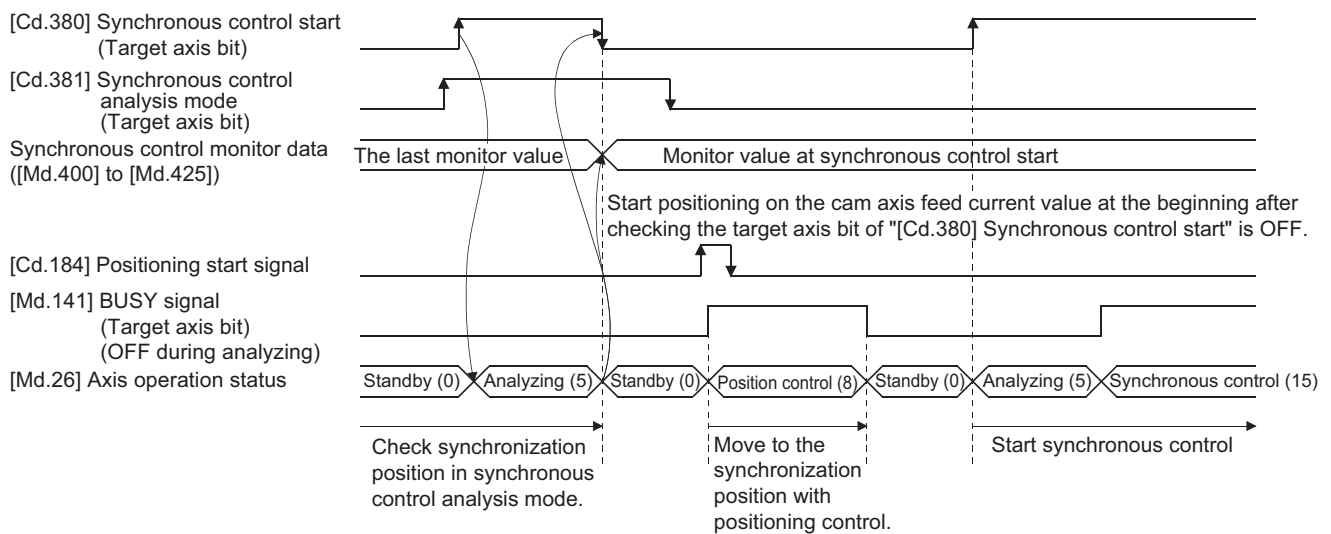 [Cd.380] Synchronous control start
(Target axis bit)
[Cd.381] Synchronous control
analysis mode
(Target axis bit)
Synchronous control monitor data
([Md.400] to [Md.425])
The last monitor value
Monitor value at synchronous control start
Start positioning on the cam axis feed current value at the beginning after
checking the target axis bit of "[Cd.380] Synchronous control start" is OFF.
[Cd.184] Positioning start signal
[Md.141] BUSY signal
(Target axis bit)
(OFF during analyzing)
[Md.26] Axis operation status
Standby (0)
Analyzing (5)
Standby (0)
Position control (8)
Standby (0)
Analyzing (5)
Synchronous control (15)
Check synchronization
position in synchronous
control analysis mode.
Move to the
synchronization
position with
positioning control.
Start synchronous control